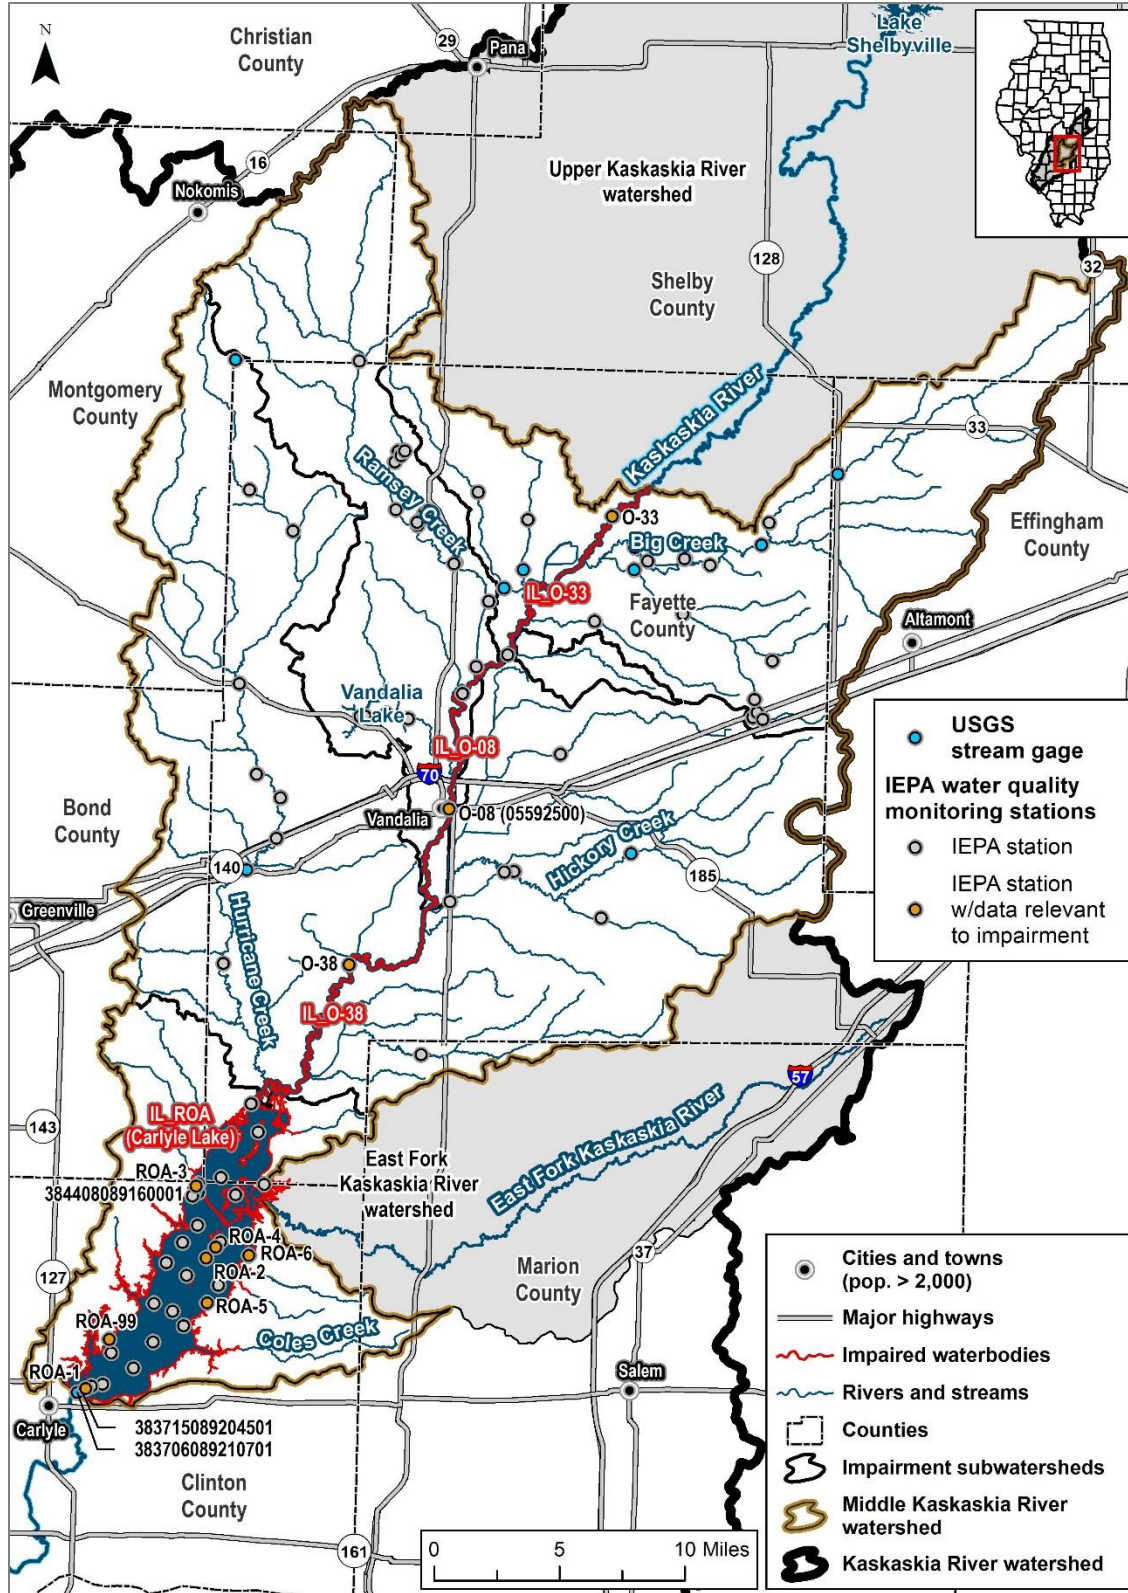 N
Christian
County
29
Pana
Lake
Shelbyville
16
Nokomis
Upper Kaskaskia River
watershed
128
32
Shelby
County
Montgomery
County
Kaskaskia River
33
Ramsey Creek
O-33
Big Creek
Effingham
County
IL_O-33
Fayette
County
Altamont
Vandalia
Lake
IL_O-08
70
USGS
stream gage
IEPA water quality
monitoring stations
IEPA station
IEPA station
w/data relevant
to impairment
Bond
County
Vandalia
O-08 (05592500)
140
Hickory Creek
185
Greenville
Hurricane Creek
O-38
IL_O-38
57
143
IL_ROA
(Carlyle Lake)
East Fork Kaskaskia River
ROA-3
384408089160001
East Fork
Kaskaskia River
watershed
ROA-4
ROA-6
ROA-2
37
Marion
County
127
ROA-5
ROA-99
Coles Creek
ROA-1
Salem
Carlyle
383715089204501
383706089210701
Clinton
County
161
0 5 10 Miles
Cities and towns
(pop. > 2,000)
Major highways
Impaired waterbodies
Rivers and streams
Counties
Impairment subwatersheds
Middle Kaskaskia River
watershed
Kaskaskia River watershed